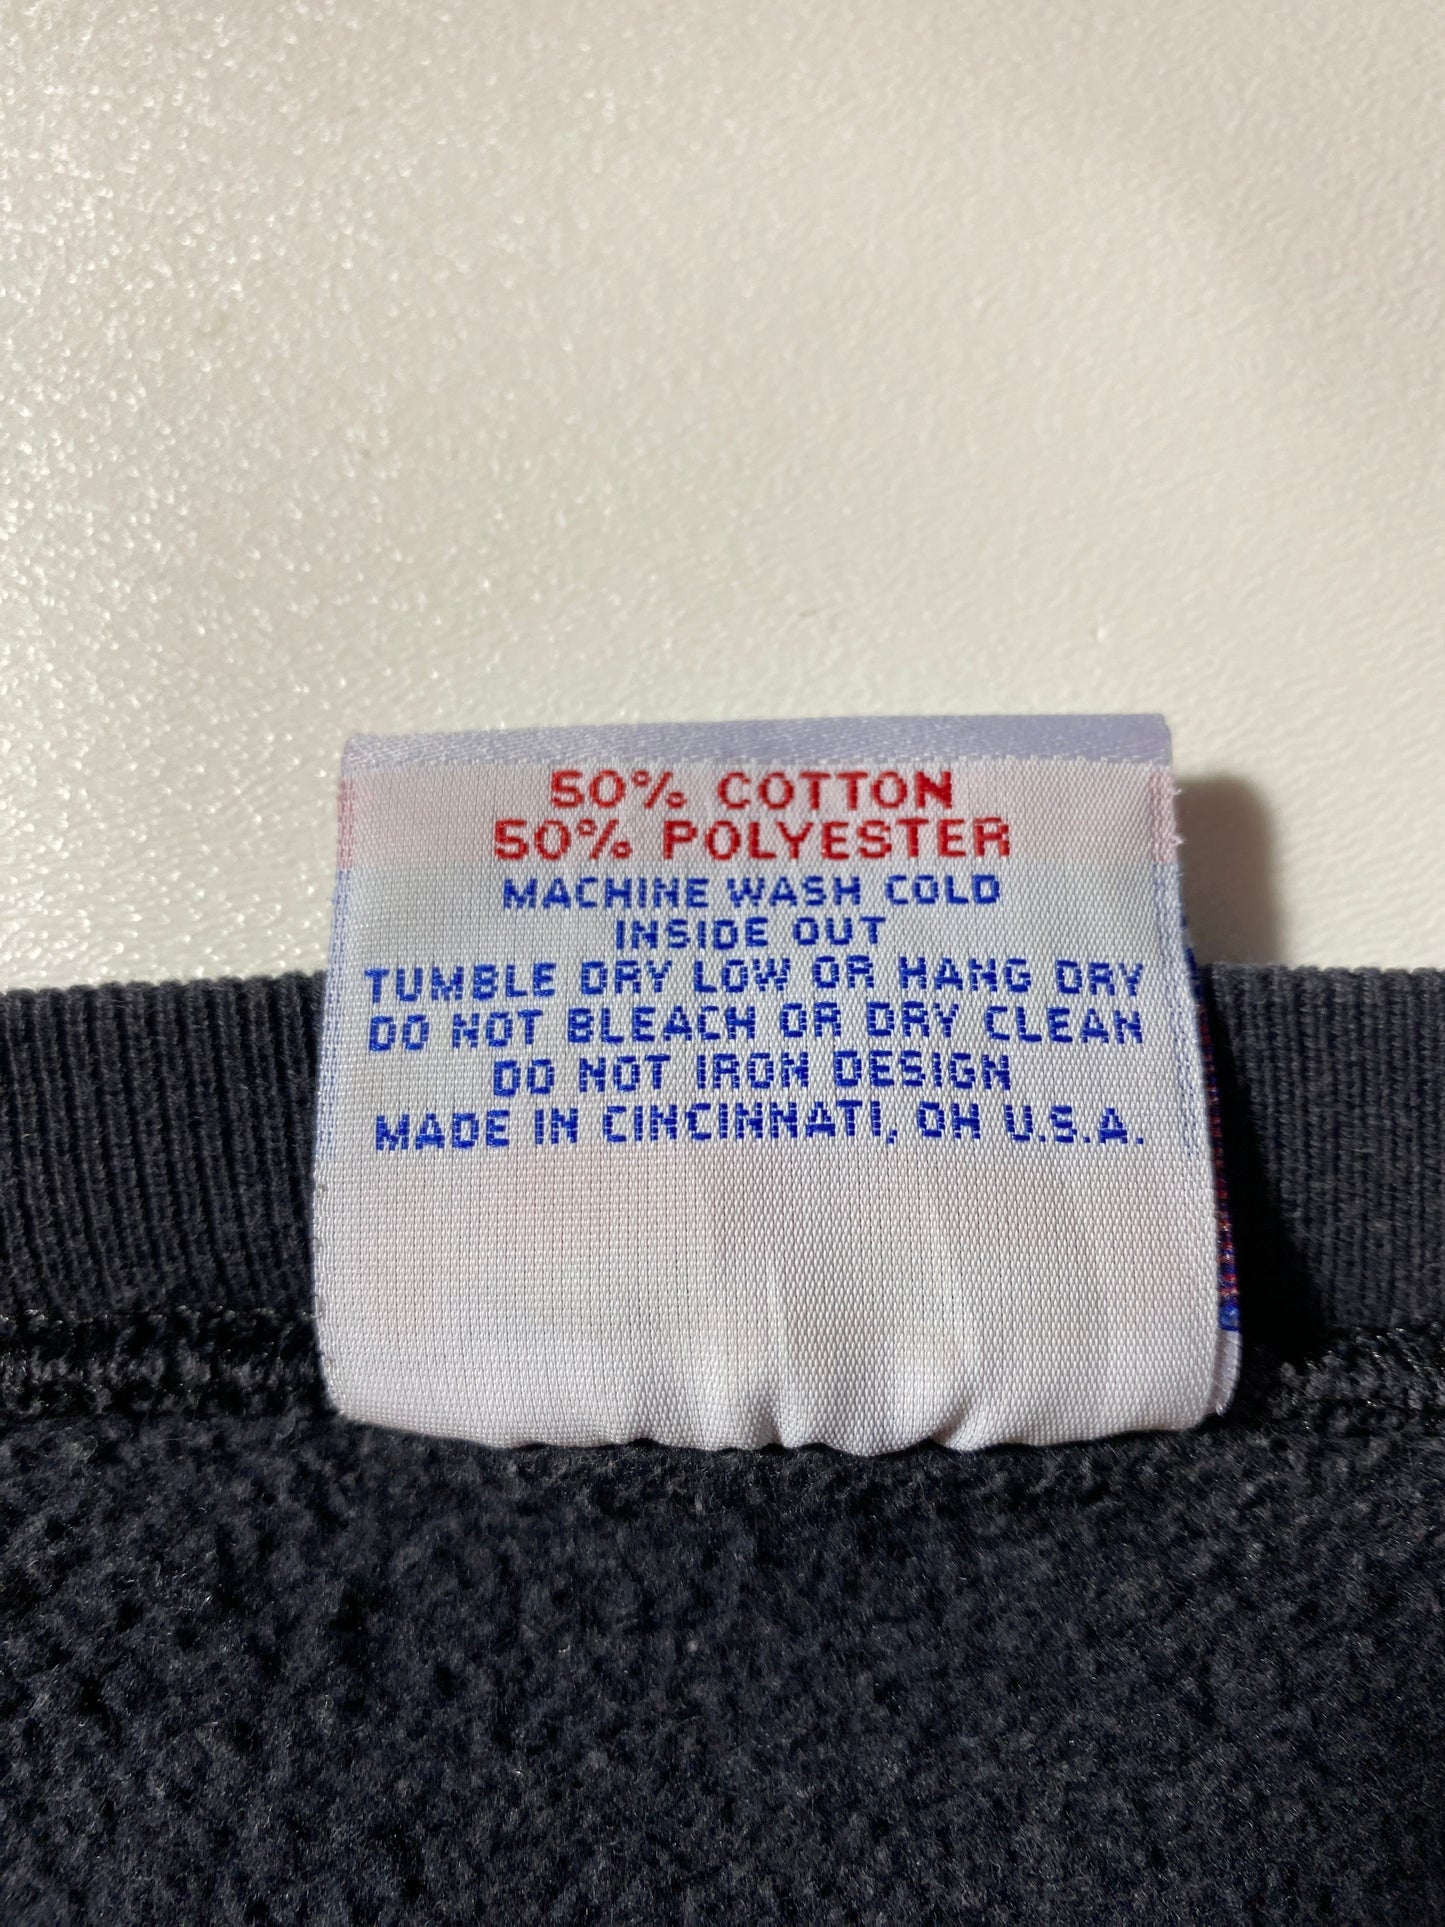 50% COTTON
50% POLYESTER
MACHINE WASH COLD
INSIDE OUT
TUMBLE DRY LOW OR HANG DRY
DO NOT BLEACH OR DRY CLEAN
DO NOT IRON DESIGN
MADE IN CINCINNATI, OH U.S.A.